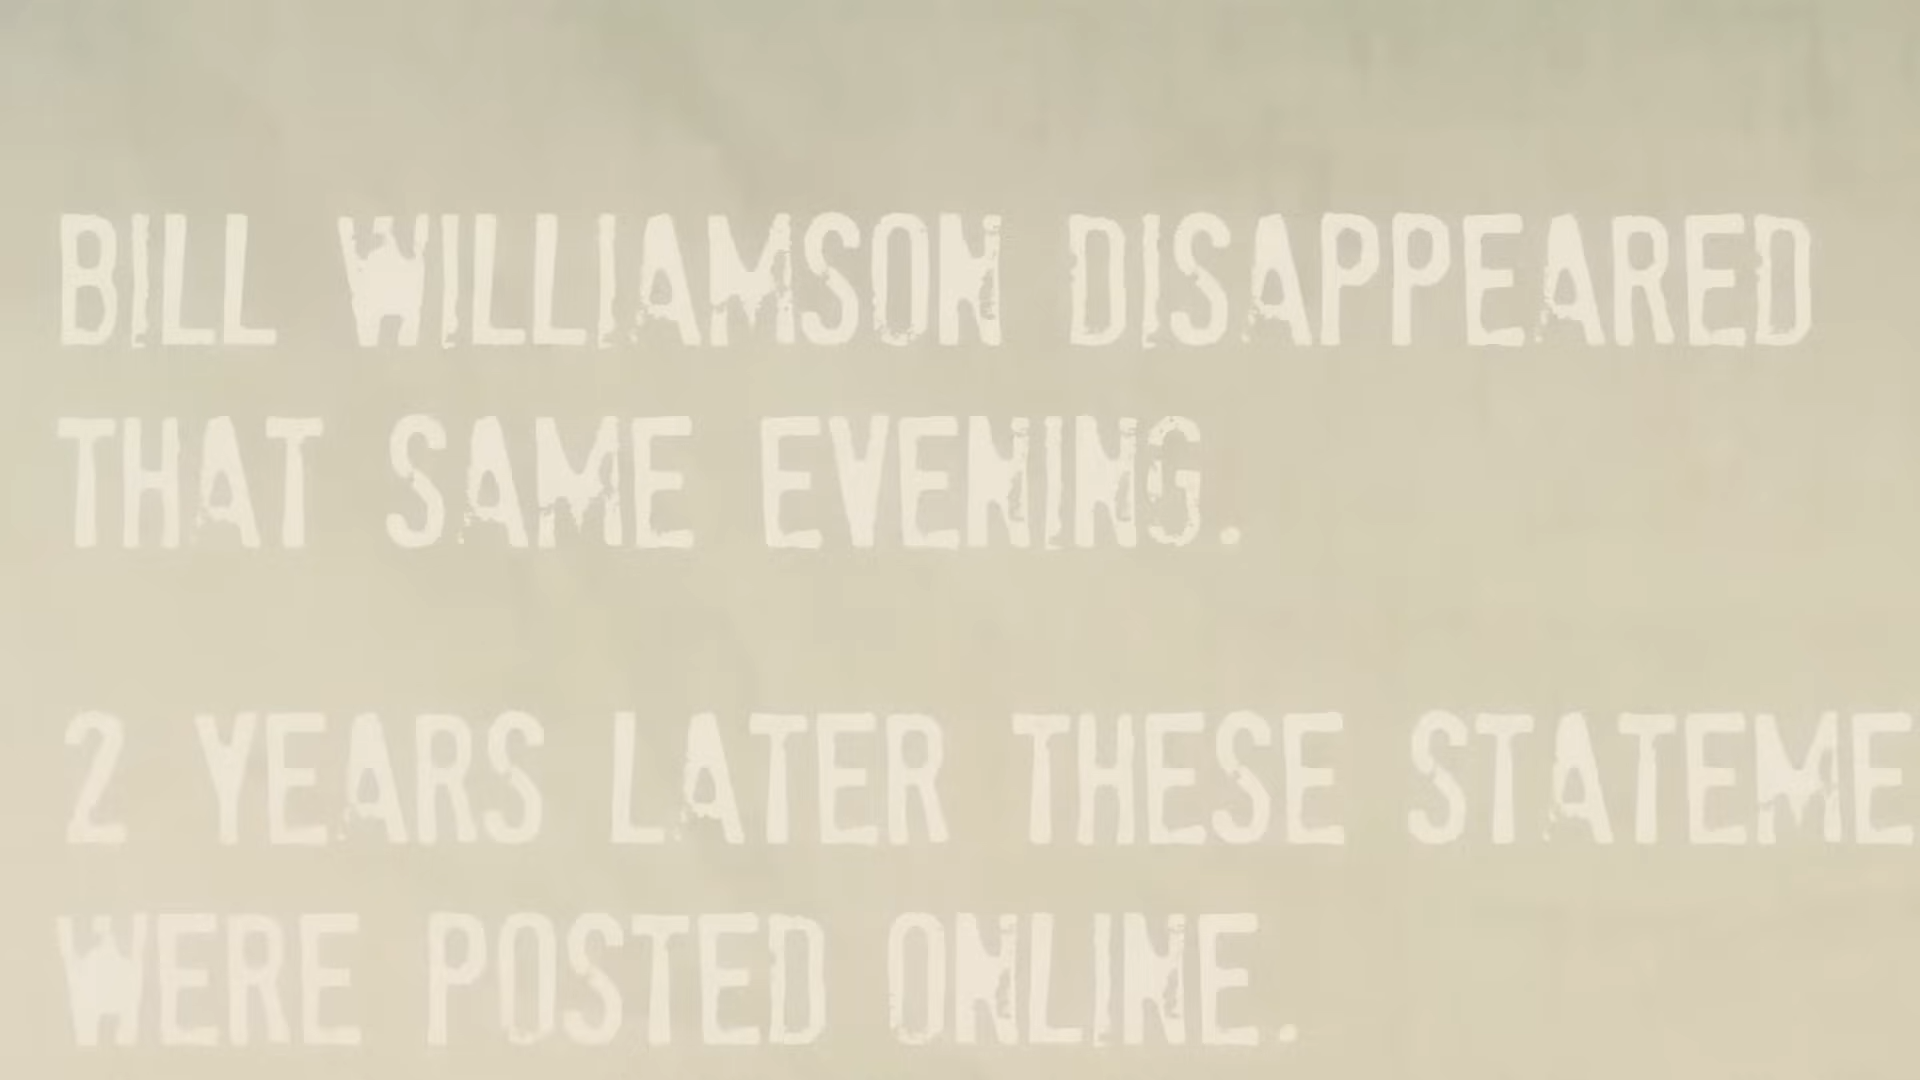 BILL WILLIAMSON DISAPPEARED
THAT SAME EVENING.
2 YEARS LATER THESE STATEME
WERE POSTED ONLINE.